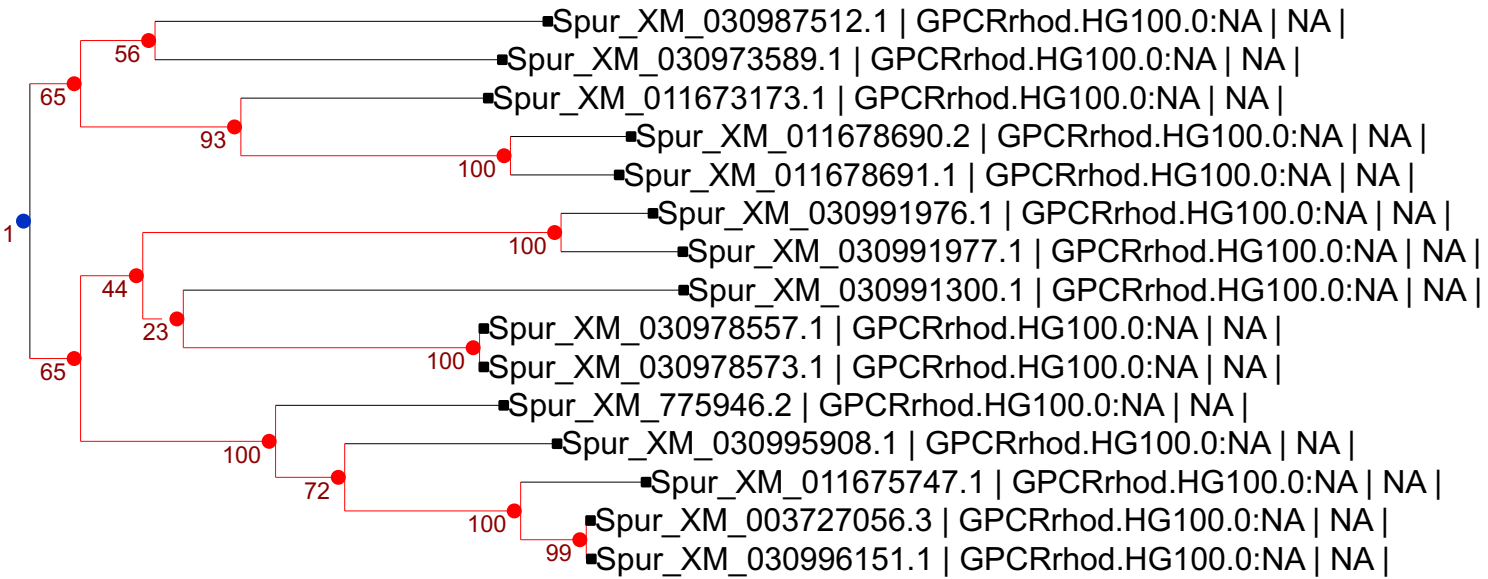 Spur_XM_030987512.1 | GPCRrhod.HG100.0:NA | NA |
56
Spur_XM_030973589.1 | GPCRrhod.HG100.0:NA | NA |
65
Spur_XM_011673173.1 | GPCRrhod.HG100.0:NA | NA |
93
Spur_XM_011678690.2 | GPCRrhod.HG100.0:NA | NA |
100
Spur_XM_011678691.1 | GPCRrhod.HG100.0:NA | NA |
1
Spur_XM_030991976.1 | GPCRrhod.HG100.0:NA | NA |
100
Spur_XM_030991977.1 | GPCRrhod.HG100.0:NA | NA |
44
Spur_XM_030991300.1 | GPCRrhod.HG100.0:NA | NA |
23
Spur_XM_030978557.1 | GPCRrhod.HG100.0:NA | NA |
100
65
Spur_XM_030978573.1 | GPCRrhod.HG100.0:NA | NA |
Spur_XM_775946.2 | GPCRrhod.HG100.0:NA | NA |
100
Spur_XM_030995908.1 | GPCRrhod.HG100.0:NA | NA |
72
Spur_XM_011675747.1 | GPCRrhod.HG100.0:NA | NA |
100
Spur_XM_003727056.3 | GPCRrhod.HG100.0:NA | NA |
99
Spur_XM_030996151.1 | GPCRrhod.HG100.0:NA | NA |